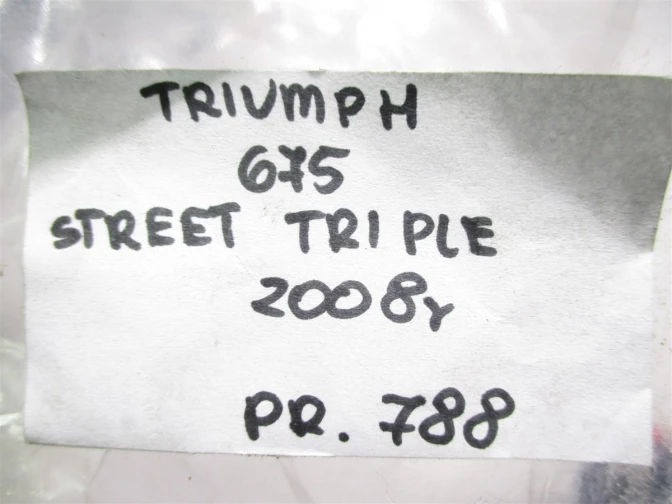 TRIUMPH
675
STREET TRIPLE
2008r
PR. 788